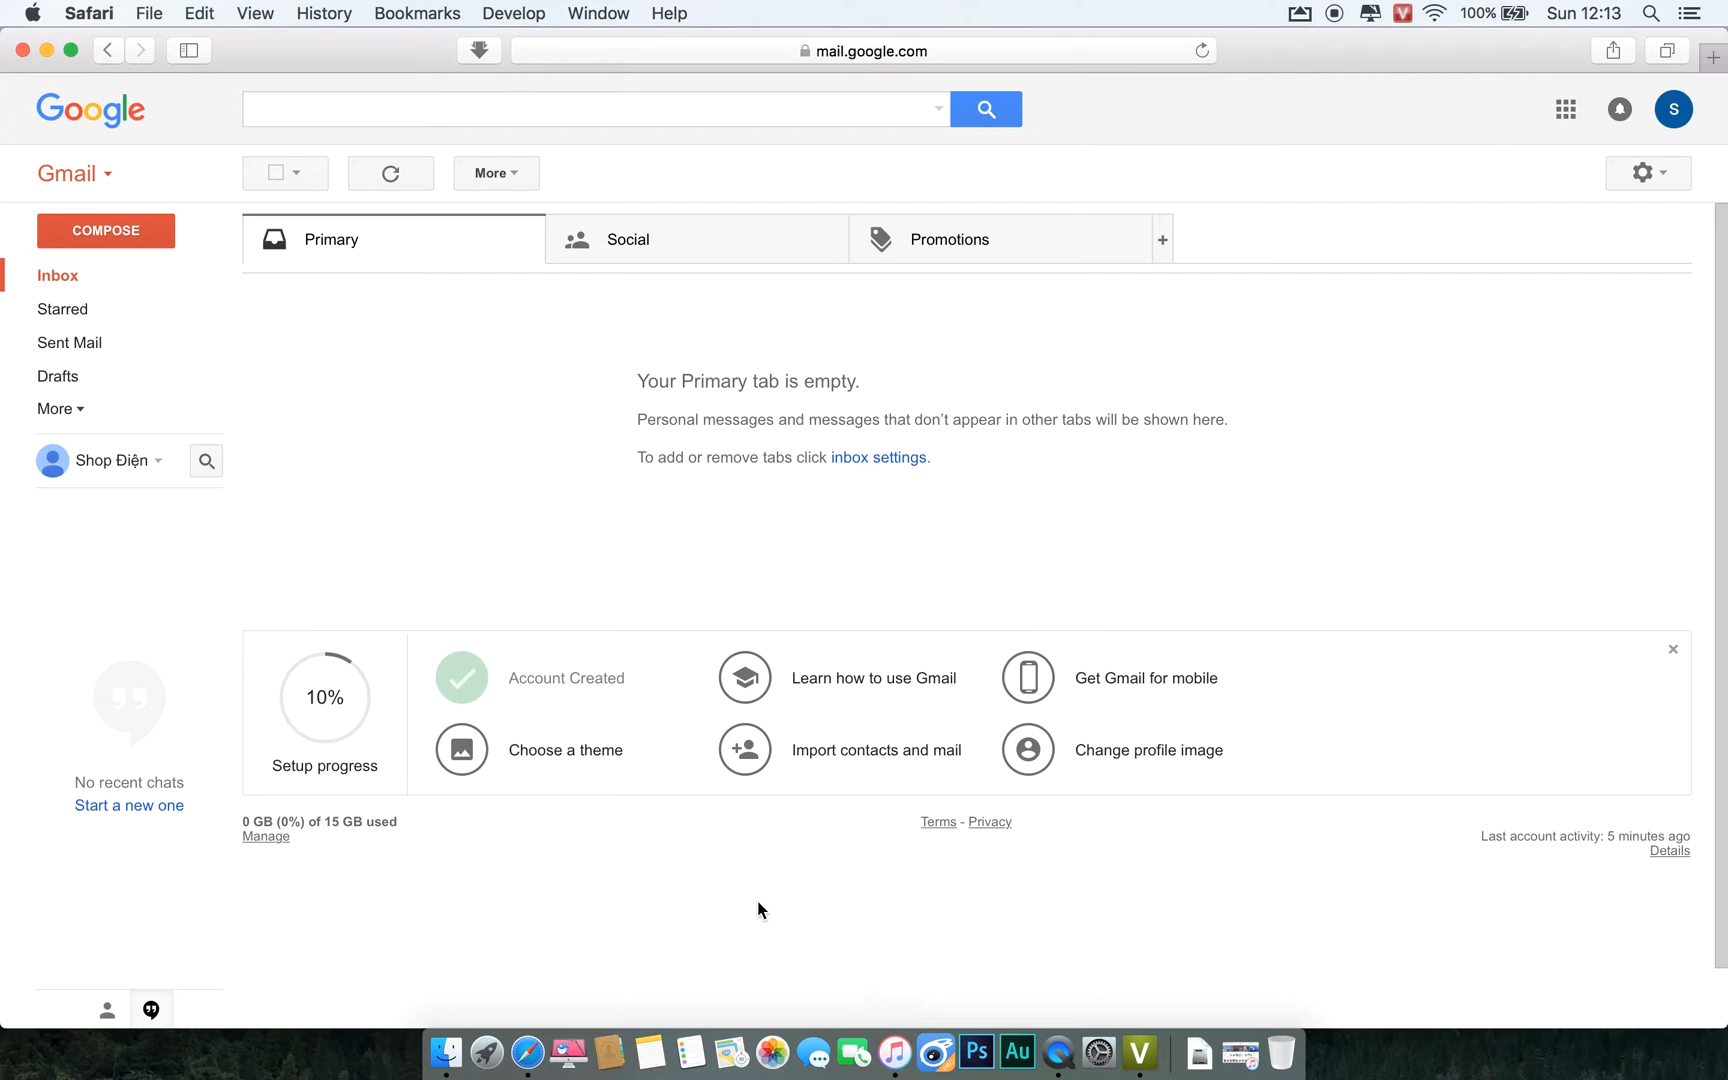 Safari File Edit View History Bookmarks Develop Window Help 100% Sun 12:13
mail.google.com
Google
S
Gmail
More
COMPOSE
Primary Social Promotions +
Inbox
Starred
Sent Mail
Drafts
More
Shop Điện
Your Primary tab is empty.
Personal messages and messages that don’t appear in other tabs will be shown here.
To add or remove tabs click inbox settings.
10%
Setup progress
Account Created Learn how to use Gmail Get Gmail for mobile
Choose a theme Import contacts and mail Change profile image
No recent chats
Start a new one
0 GB (0%) of 15 GB used
Manage
Terms - Privacy
Last account activity: 5 minutes ago
Details
Ps Au V